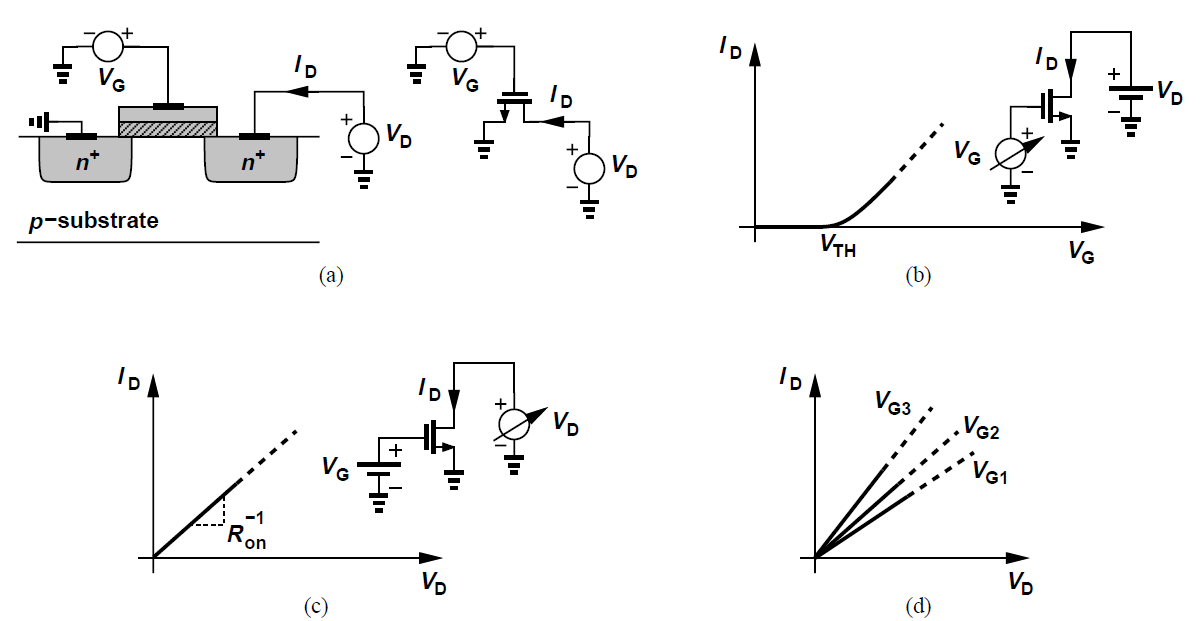 − + V_G
I_D
+ − V_D
n+ n+
p−substrate
− + V_G
I_D
+ − V_D
(a)
I_D
V_TH
V_G
I_D
+ − V_D
V_G + −
(b)
I_D
R_on^−1
V_D
I_D
V_G + −
+ − V_D
(c)
I_D
V_G3
V_G2
V_G1
V_D
(d)